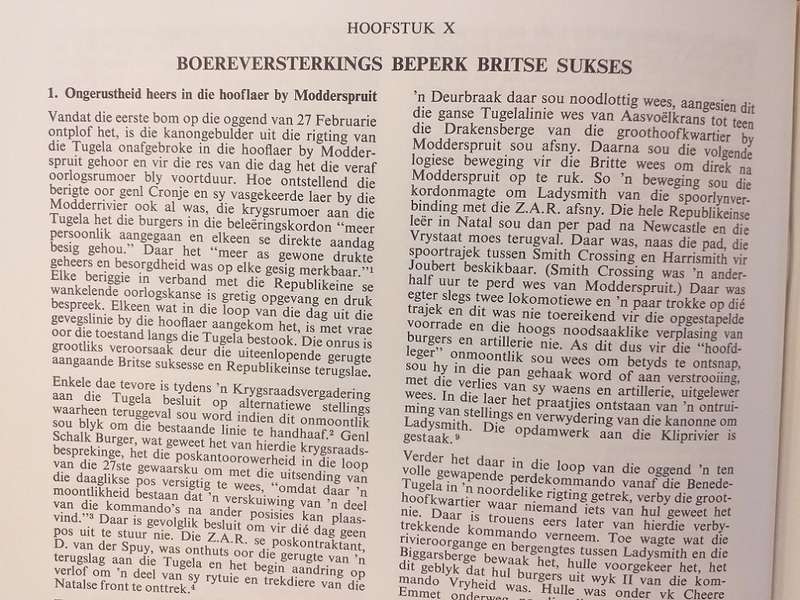 HOOFSTUK X
BOEREVERSTERKINGS BEPERK BRITSE SUKSES
1. Ongerustheid heers in die hooflaer by Modderspruit
Vandat die eerste bom op die oggend van 27 Februarie
ontplof het, is die kanongebulder uit die rigting van
die Tugela onafgebroke in die hooflaer by Modder-
spruit gehoor en vir die res van die dag het die veraf
oorlogsrumoer bly voortduur. Hoe ontstellend die
berigte oor genl Cronje en sy vasgekeerde laer by die
Modderrivier ook al was, die krygsrumoer aan die
Tugela het die burgers in die beleëringskordon “meer
persoonlik aangegaan en elkeen se direkte aandag
besig gehou.” Daar het “meer as gewone drukte
geheers en besorgdheid was op elke gesig merkbaar.”¹
Elke beriggie in verband met die Republikeine se
wankelende oorlogskanse is gretig opgevang en druk
bespreek. Elkeen wat in die loop van die dag uit die
gevegslinie by die hooflaer aangekom het, is met vrae
oor die toestand langs die Tugela bestook. Die onrus is
grootliks veroorsaak deur die uiteenlopende gerugte
aangaande Britse suksesse en Republikeinse terugslae.
Enkele dae tevore is tydens ’n Krygsraadsvergadering
aan die Tugela besluit op alternatiewe stellings
waarheen teruggeval sou word indien dit onmoontlik
sou blyk om die bestaande linie te handhaaf.² Genl
Schalk Burger, wat geweet het van hierdie krygsraads-
besprekinge, het die poskantoorowerheid in die loop
van die 27ste gewaarsku om met die uitsending van
die daaglikse pos versigtig te wees, “omdat daar ’n
moontlikheid bestaan dat ’n verskuiwing van ’n deel
van die kommando’s na ander posisies kan plaas-
vind.”³ Daar is gevolglik besluit om vir dié dag geen
pos uit te stuur nie. Die Z.A.R. se poskontraktant,
D. van der Spuy, was onthuts oor die gerugte van ’n
terugslag aan die Tugela en het begin aandring op
verlof om ’n deel van sy rytuie en trekdiere van die
Natalse front te onttrek.⁴
’n Deurbraak daar sou noodlottig wees, aangesien dit
die ganse Tugelalinie wes van Aasvoëlkrans tot teen
die Drakensberge van die groothoofkwartier by
Modderspruit sou afsny. Daarna sou die volgende
logiese beweging vir die Britte wees om direk na
Modderspruit op te ruk. So ’n beweging sou die
kordonmagte om Ladysmith van die spoorlynver-
binding met die Z.A.R. afsny. Die hele Republikeinse
leër in Natal sou dan per pad na Newcastle en die
Vrystaat moes terugval. Daar was, naas die pad, die
spoortrajek tussen Smith Crossing en Harrismith vir
Joubert beskikbaar. (Smith Crossing was ’n ander-
half uur te perd wes van Modderspruit.) Daar was
egter slegs twee lokomotiewe en ’n paar trokke op dié
trajek en dit was nie toereikend vir die opgestapelde
voorrade en die hoogs noodsaaklike verplasing van
burgers en artillerie nie. As dit dus vir die “hoofd-
leger” onmoontlik sou wees om betyds te ontsnap,
sou hy in die pan gehaak word of aan verstrooiing,
met die verlies van sy waens en artillerie, uitgelewer
wees. In die laer het praatjies ontstaan van ’n ontrui-
ming van stellings en verwydering van die kanonne om
Ladysmith. Die opdamwerk aan die Kliprivier is
gestaak.⁹
Verder het daar in die loop van die oggend ’n ten
volle gewapende perdekommando vanaf die Benede-
Tugela in ’n noordelike rigting getrek, verby die groot-
hoofkwartier waar niemand iets van hul geweet het
nie. Daar is trouens eers later van hierdie verby-
trekkende kommando verneem. Toe wagte wat die
rivieroorgange en bergengtes tussen Ladysmith en die
Biggarsberge bewaak het, hulle voorgekeer het, het
dit geblyk dat hul burgers uit wyk II van die kom-
mando Vryheid was. Hulle was onder vk Cheere
Emmet onderweg